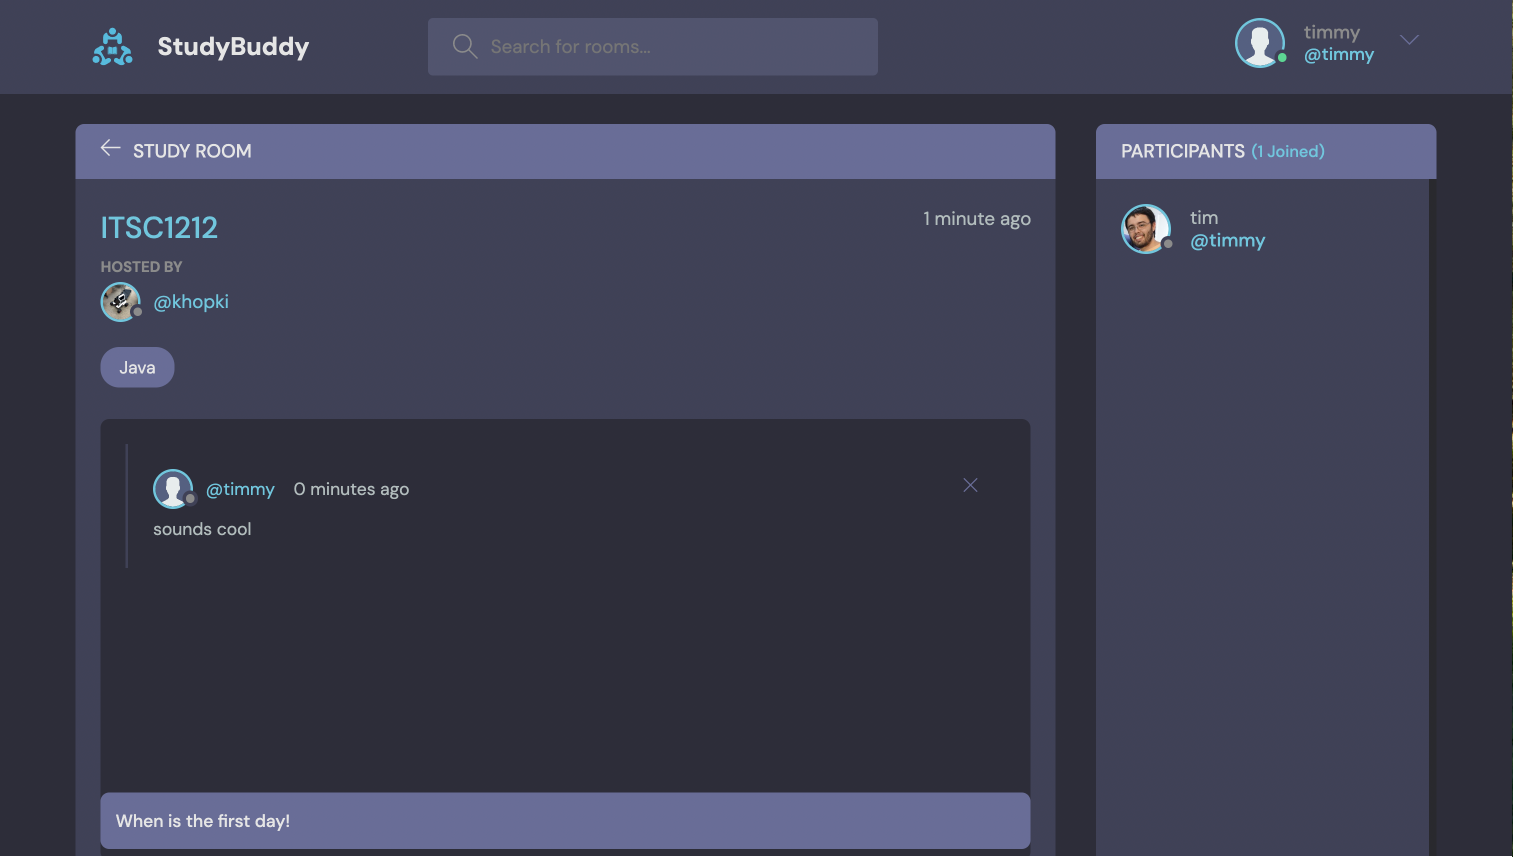 StudyBuddy
Search for rooms...
timmy
@timmy
STUDY ROOM
ITSC1212
1 minute ago
HOSTED BY
@khopki
Java
@timmy 0 minutes ago
sounds cool
When is the first day!
PARTICIPANTS (1 Joined)
tim
@timmy